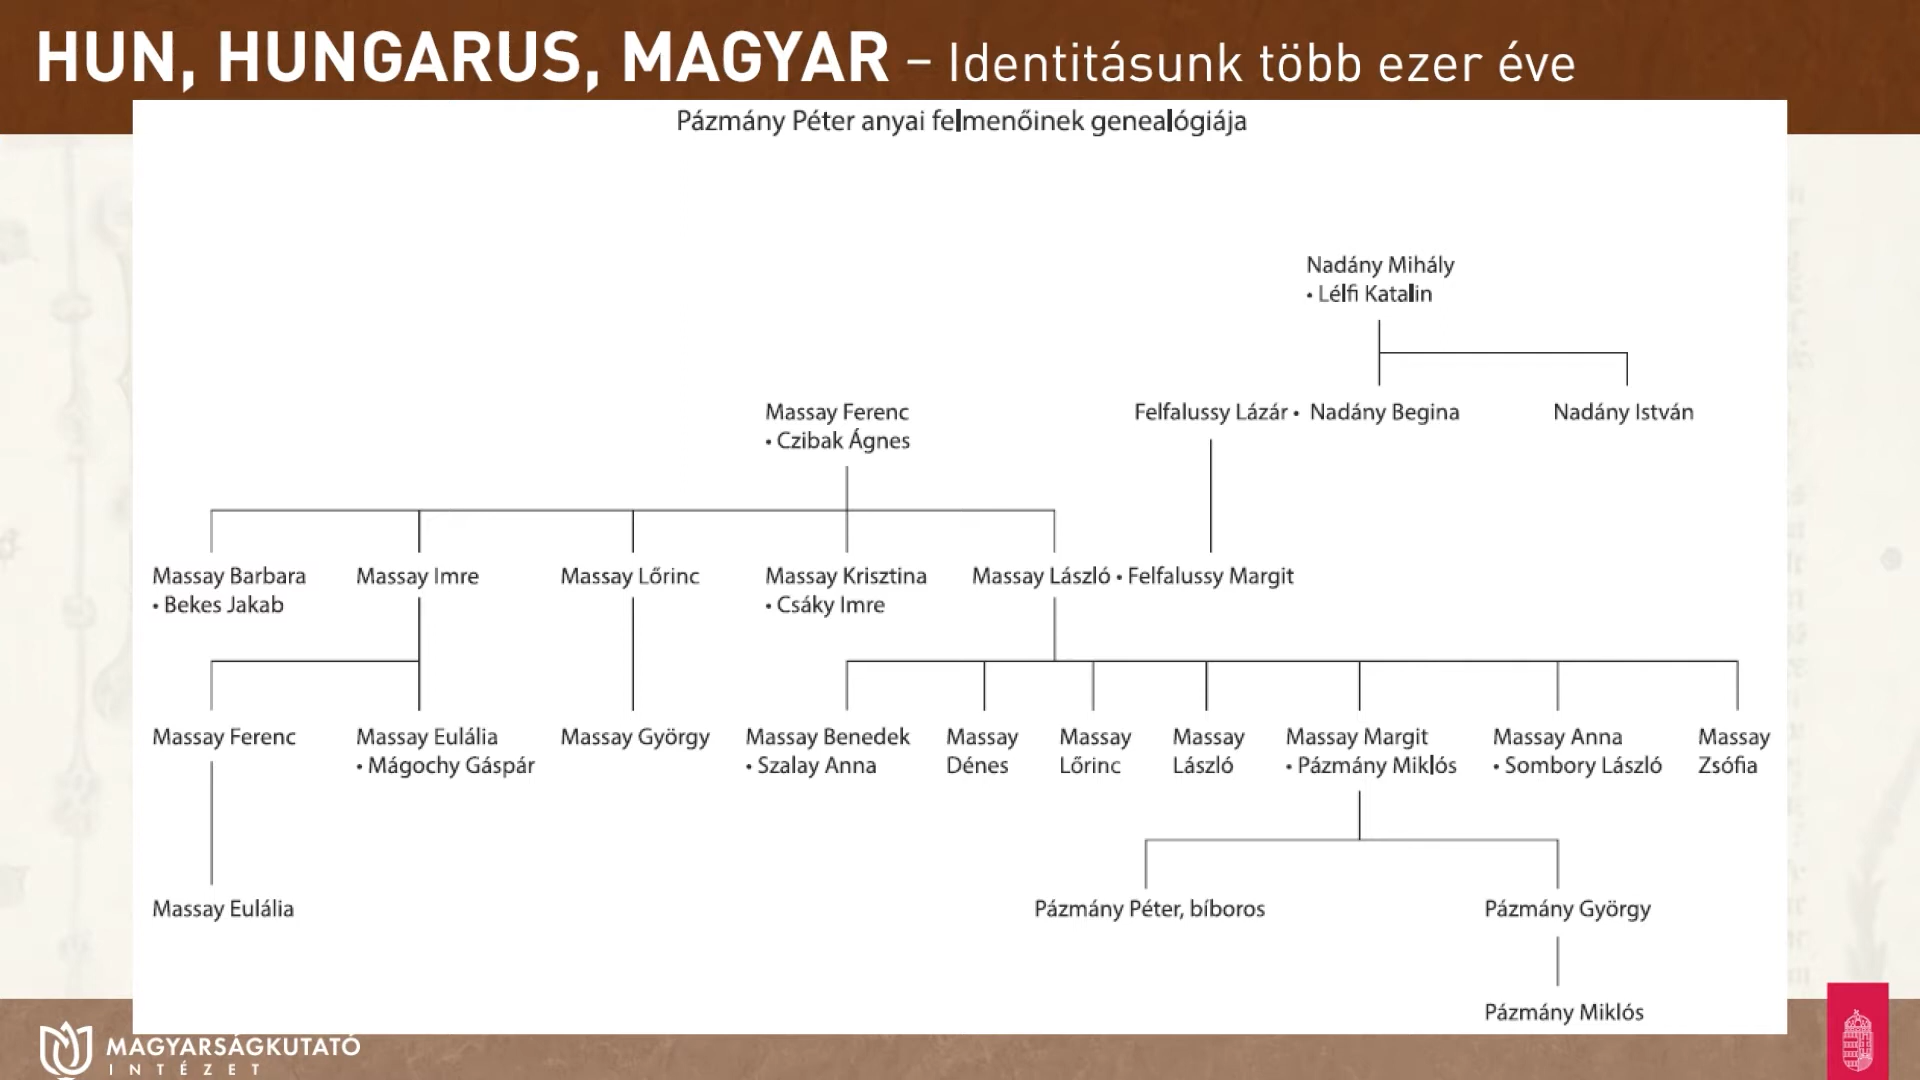 HUN, HUNGARUS, MAGYAR – Identitásunk több ezer éve
Pázmány Péter anyai felmenőinek genealógiája
Nadány Mihály
• Lélfi Katalin
Massay Ferenc
• Czibak Ágnes
Felfalussy Lázár • Nadány Begina
Nadány István
Massay Barbara
• Bekes Jakab
Massay Imre
Massay Lőrinc
Massay Krisztina
• Csáky Imre
Massay László • Felfalussy Margit
Massay Ferenc
Massay Eulália
• Mágochy Gáspár
Massay György
Massay Benedek
• Szalay Anna
Massay
Dénes
Massay
Lőrinc
Massay
László
Massay Margit
• Pázmány Miklós
Massay Anna
• Sombory László
Massay
Zsófia
Massay Eulália
Pázmány Péter, bíboros
Pázmány György
Pázmány Miklós
MAGYARSÁGKUTATÓ
INTÉZET